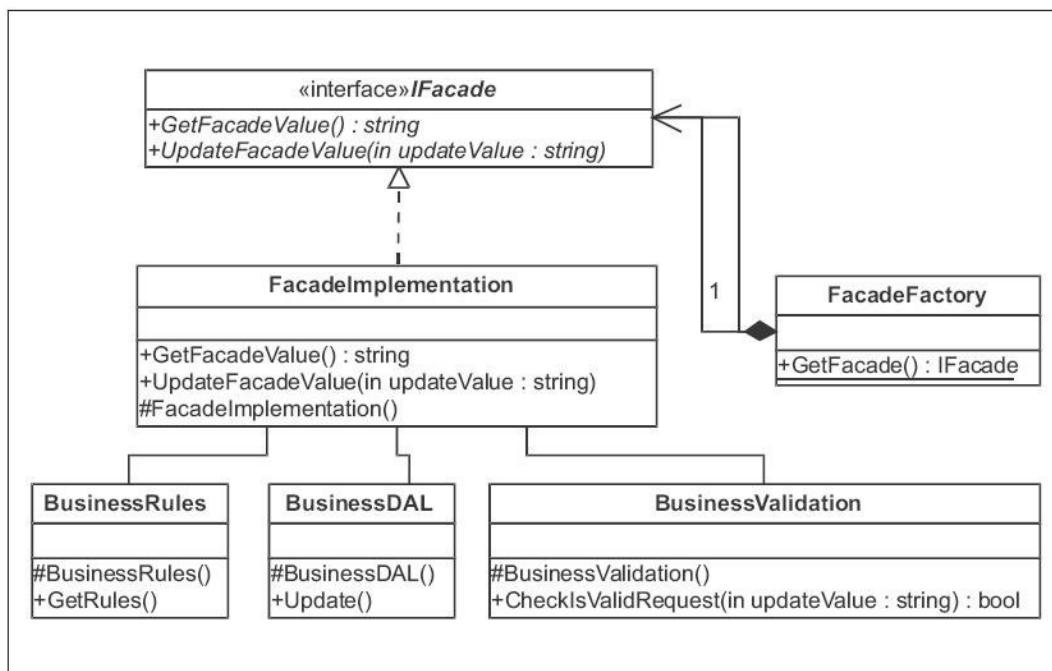 «interface»IFacade
+GetFacadeValue() : string
+UpdateFacadeValue(in updateValue : string)
FacadeImplementation
+GetFacadeValue() : string
+UpdateFacadeValue(in updateValue : string)
#FacadeImplementation()
1
FacadeFactory
+GetFacade() : IFacade
BusinessRules
#BusinessRules()
+GetRules()
BusinessDAL
#BusinessDAL()
+Update()
BusinessValidation
#BusinessValidation()
+CheckIsValidRequest(in updateValue : string) : bool